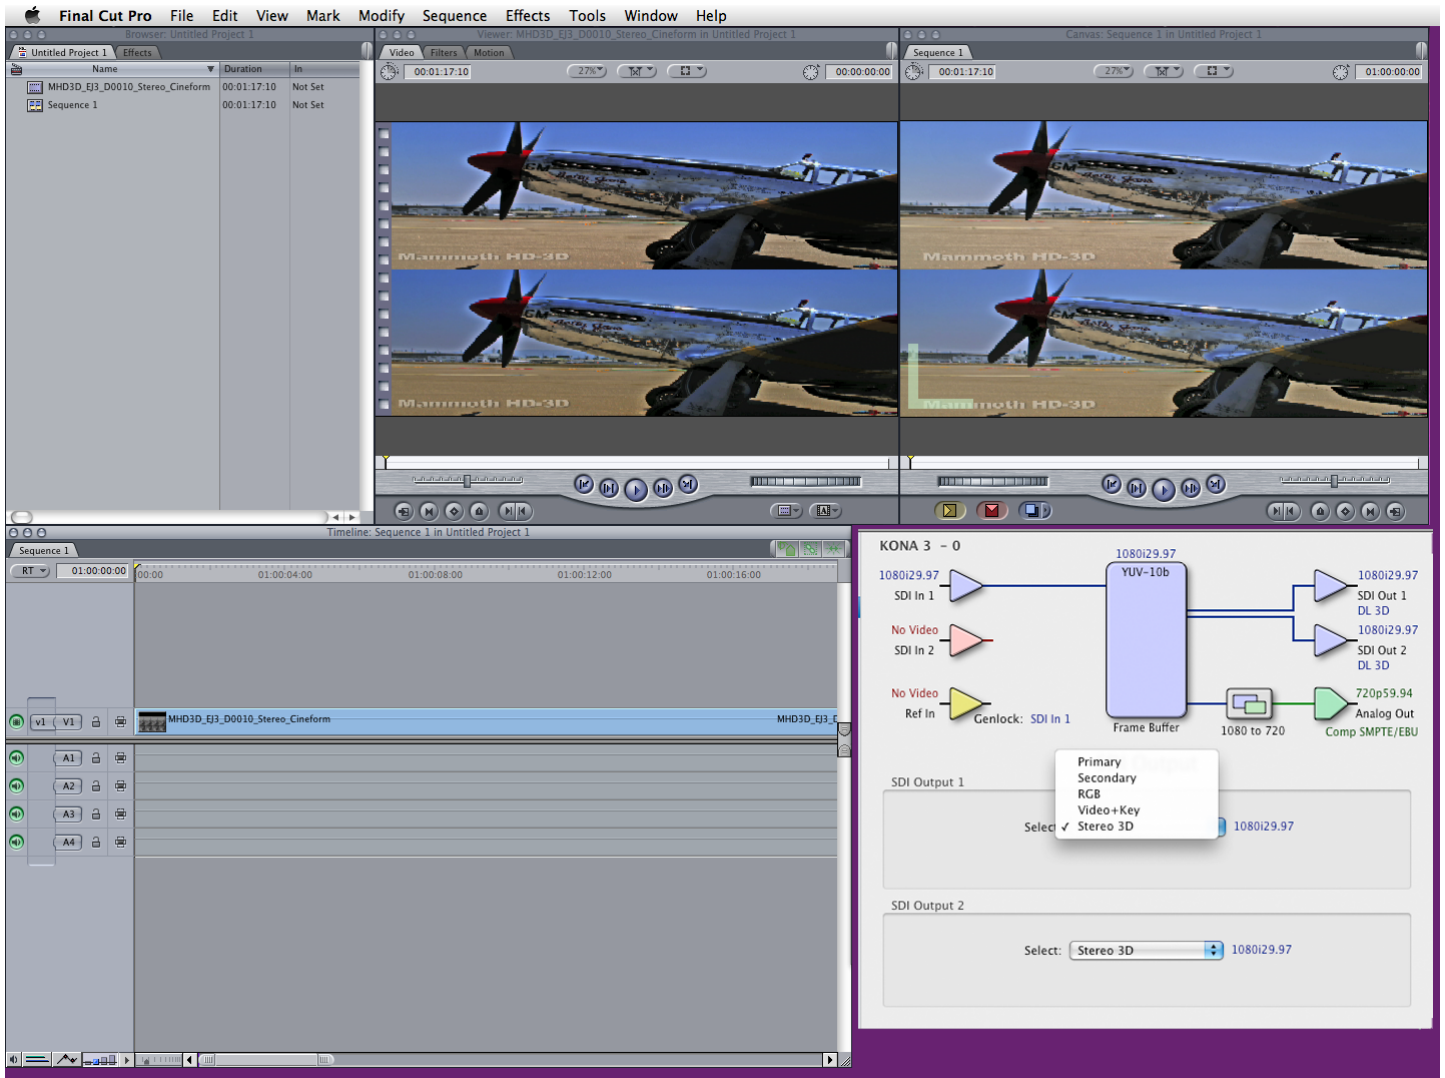 Final Cut Pro File Edit View Mark Modify Sequence Effects Tools Window Help
Browser: Untitled Project 1
Untitled Project 1 Effects
Name Duration In
MHD3D_EJ3_D0010_Stereo_Cineform 00:01:17:10 Not Set
Sequence 1 00:01:17:10 Not Set
Viewer: MHD3D_EJ3_D0010_Stereo_Cineform in Untitled Project 1
Video Filters Motion
00:01:17:10 27% 00:00:00:00
Mammoth HD-3D
Mammoth HD-3D
Canvas: Sequence 1 in Untitled Project 1
Sequence 1
00:01:17:10 27% 01:00:00:00
Mammoth HD-3D
Mammoth HD-3D
Timeline: Sequence 1 in Untitled Project 1
Sequence 1
RT 01:00:00:00 00:00 01:00:04:00 01:00:08:00 01:00:12:00 01:00:16:00
v1 V1 MHD3D_EJ3_D0010_Stereo_Cineform MHD3D_EJ3_D
A1
A2
A3
A4
KONA 3 - 0
1080i29.97
YUV-10b
1080i29.97
SDI In 1
No Video
SDI In 2
No Video
Ref In
Genlock: SDI In 1
Frame Buffer
1080 to 720
1080i29.97
SDI Out 1
DL 3D
1080i29.97
SDI Out 2
DL 3D
720p59.94
Analog Out
Comp SMPTE/EBU
SDI Output 1
Primary
Secondary
RGB
Video+Key
Select ✓ Stereo 3D 1080i29.97
SDI Output 2
Select: Stereo 3D 1080i29.97